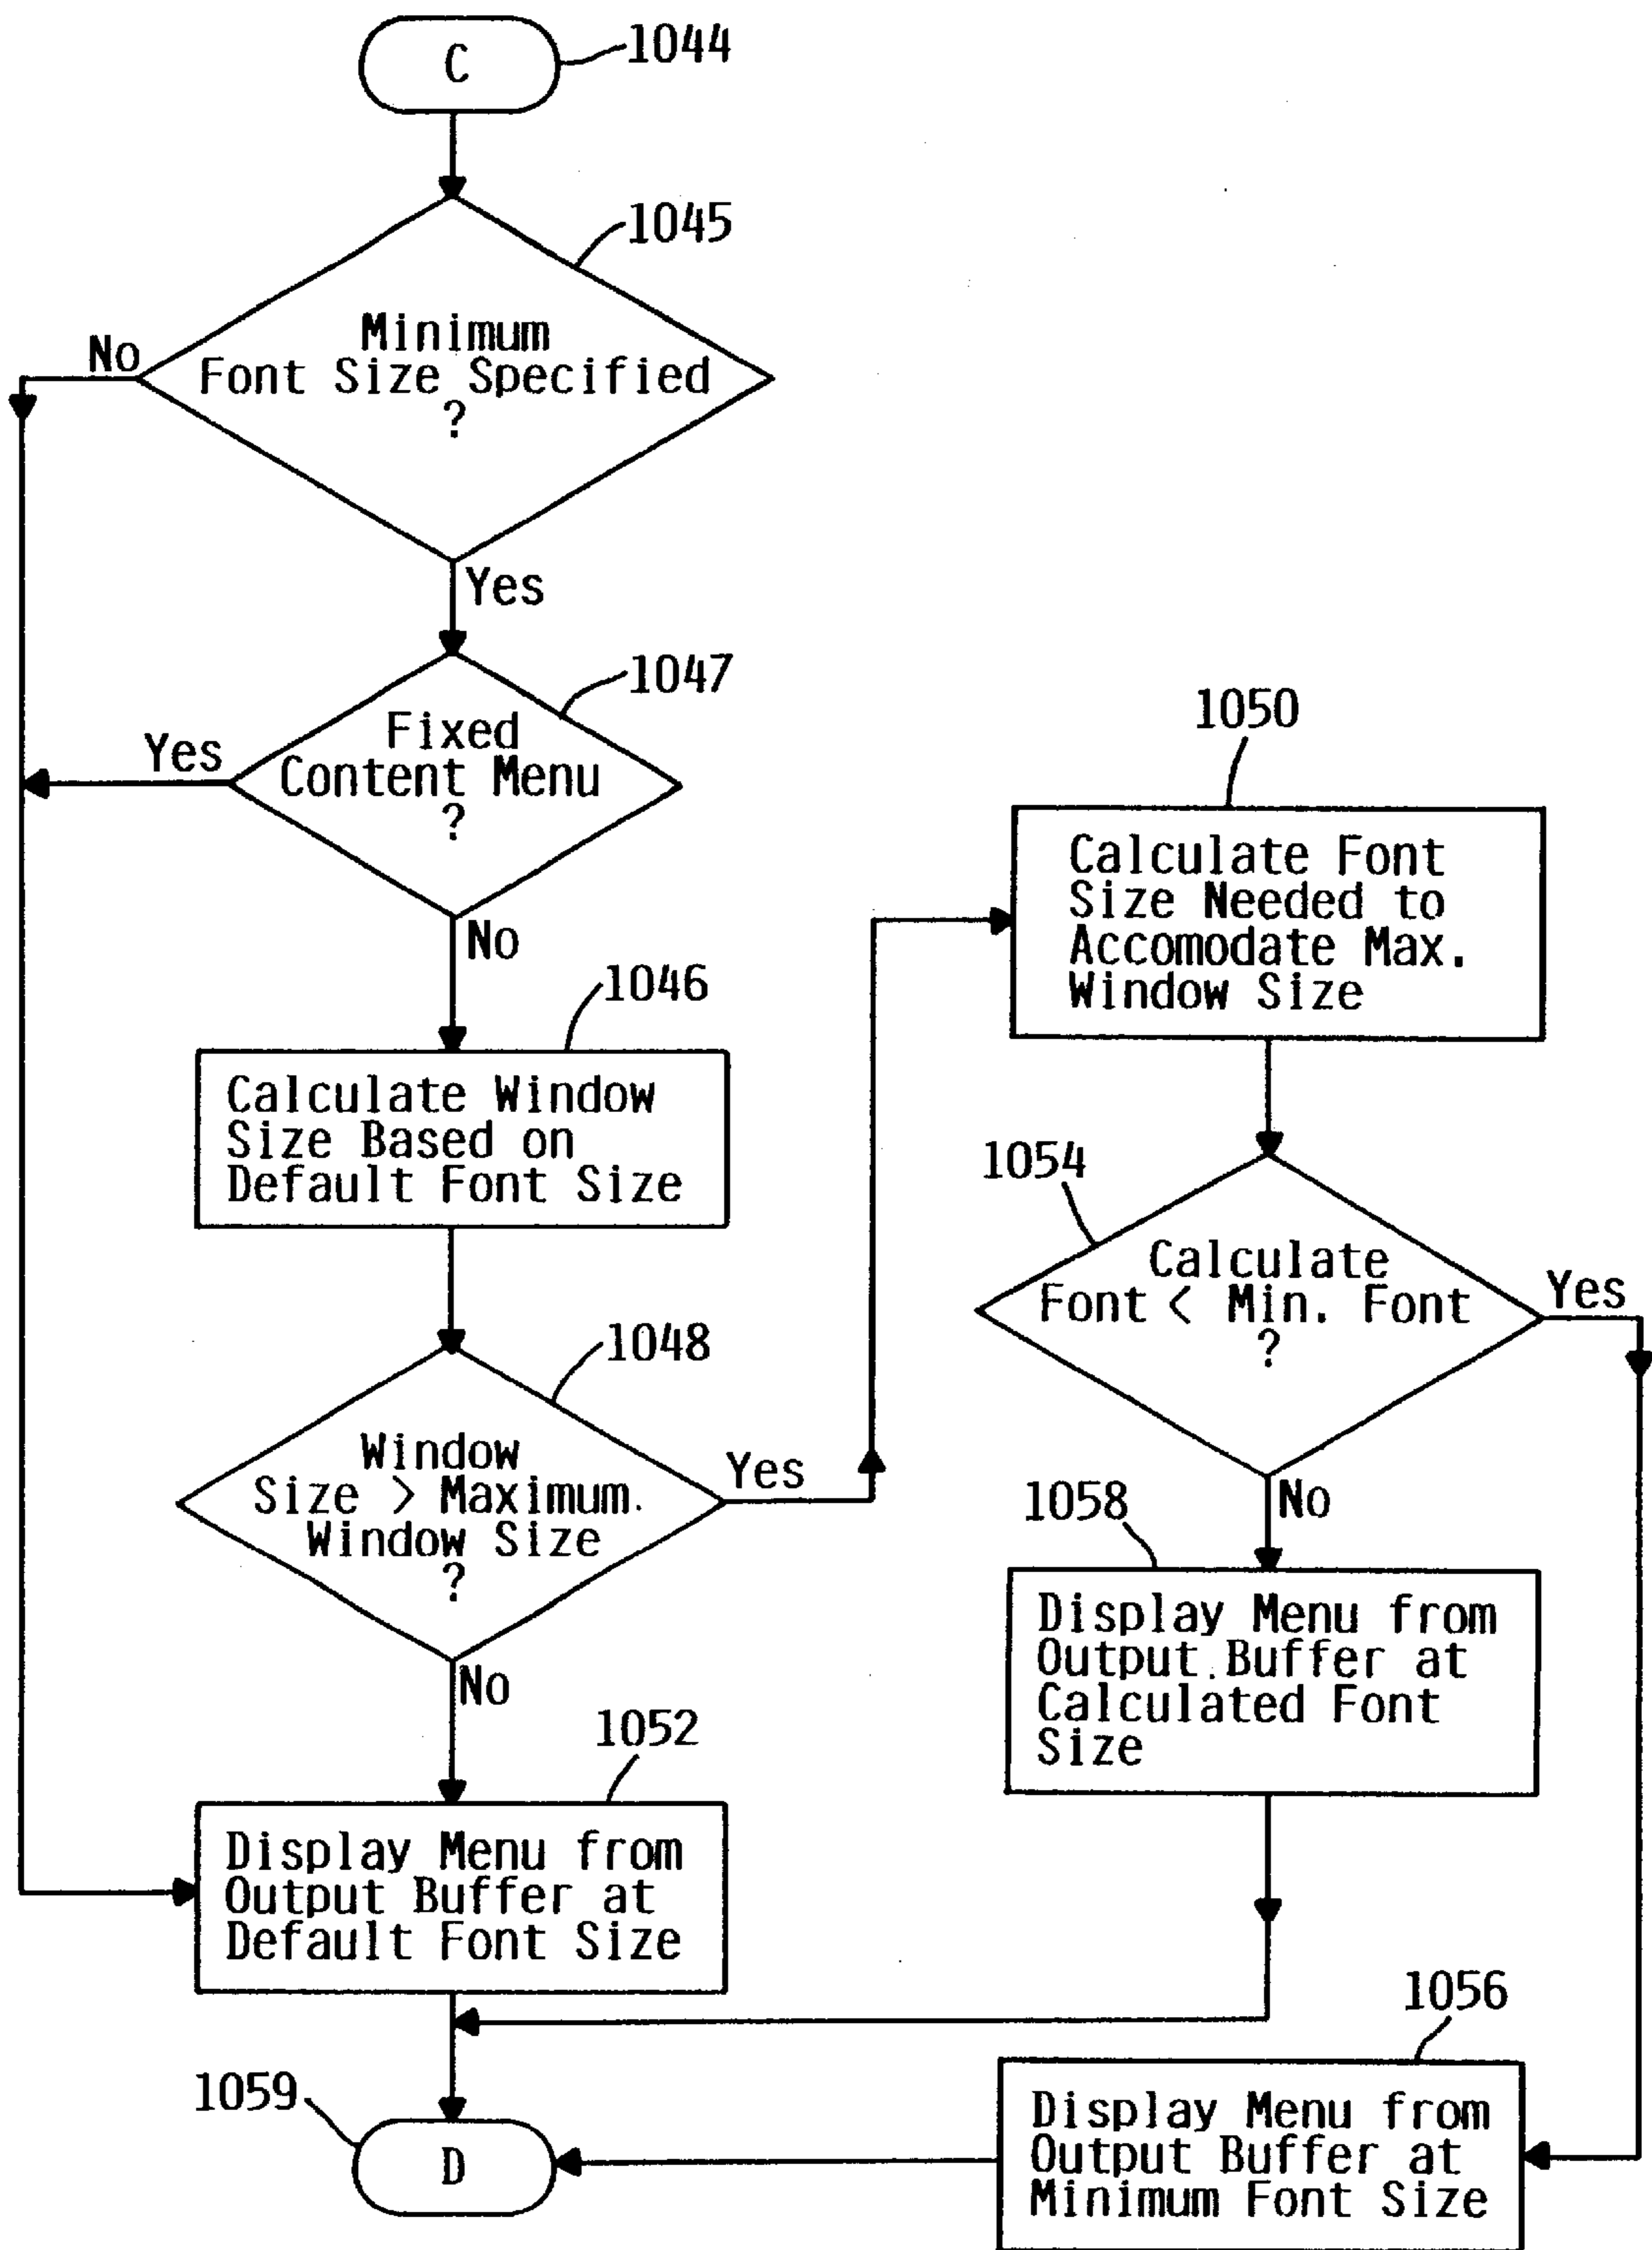 C
1044
1045
Minimum
Font Size Specified
?
No
Yes
1047
Fixed
Content Menu
?
Yes
No
1046
Calculate Window
Size Based on
Default Font Size
1048
Window
Size > Maximum
Window Size
?
Yes
No
1052
Display Menu from
Output Buffer at
Default Font Size
1050
Calculate Font
Size Needed to
Accomodate Max.
Window Size
1054
Calculate
Font < Min. Font
?
Yes
No
1058
Display Menu from
Output Buffer at
Calculated Font
Size
1056
Display Menu from
Output Buffer at
Minimum Font Size
1059
D